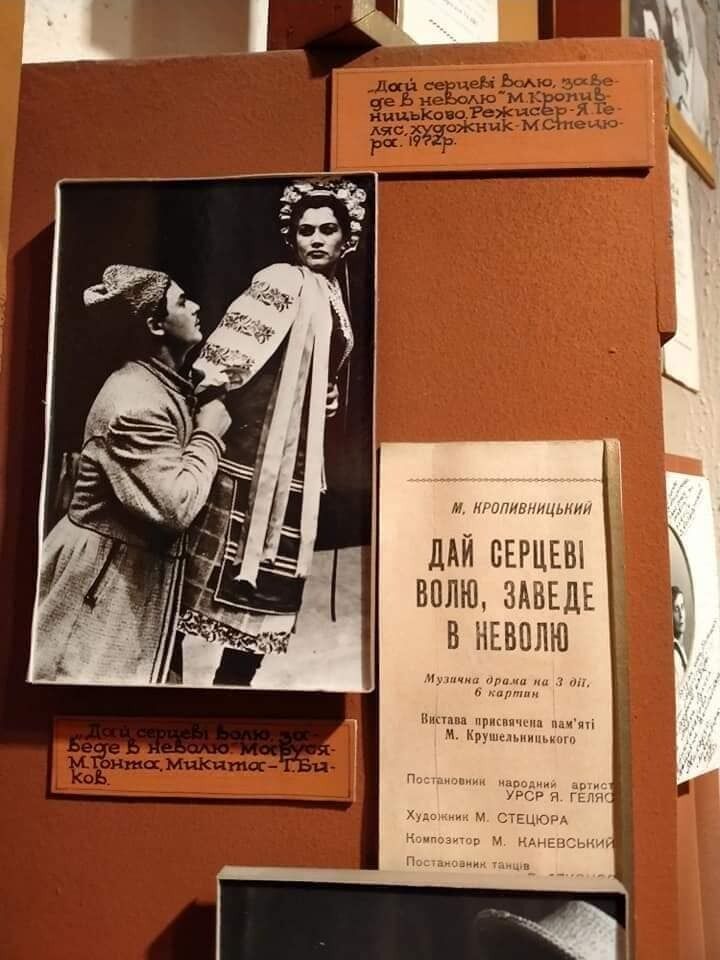 „Дай серцеві волю, заве-
де в неволю" М. Кропив-
ницьково, Режисер - Я. Ге-
ляс, художник - М. Стецю-
ра. 1972р.
„Дай серцеві волю, за-
веде в неволю." Маруся -
М. Гонта, Микита - Т. Би-
ков.
М. КРОПИВНИЦЬКИЙ
ДАЙ СЕРЦЕВІ
ВОЛЮ, ЗАВЕДЕ
В НЕВОЛЮ
Музична драма на 3 дії,
6 картин
Вистава присвячена пам'яті
М. Крушельницького
Постановник народний артист
УРСР Я. ГЕЛЯС
Художник М. СТЕЦЮРА
Композитор М. КАНЕВСЬКИЙ
Постановник танців